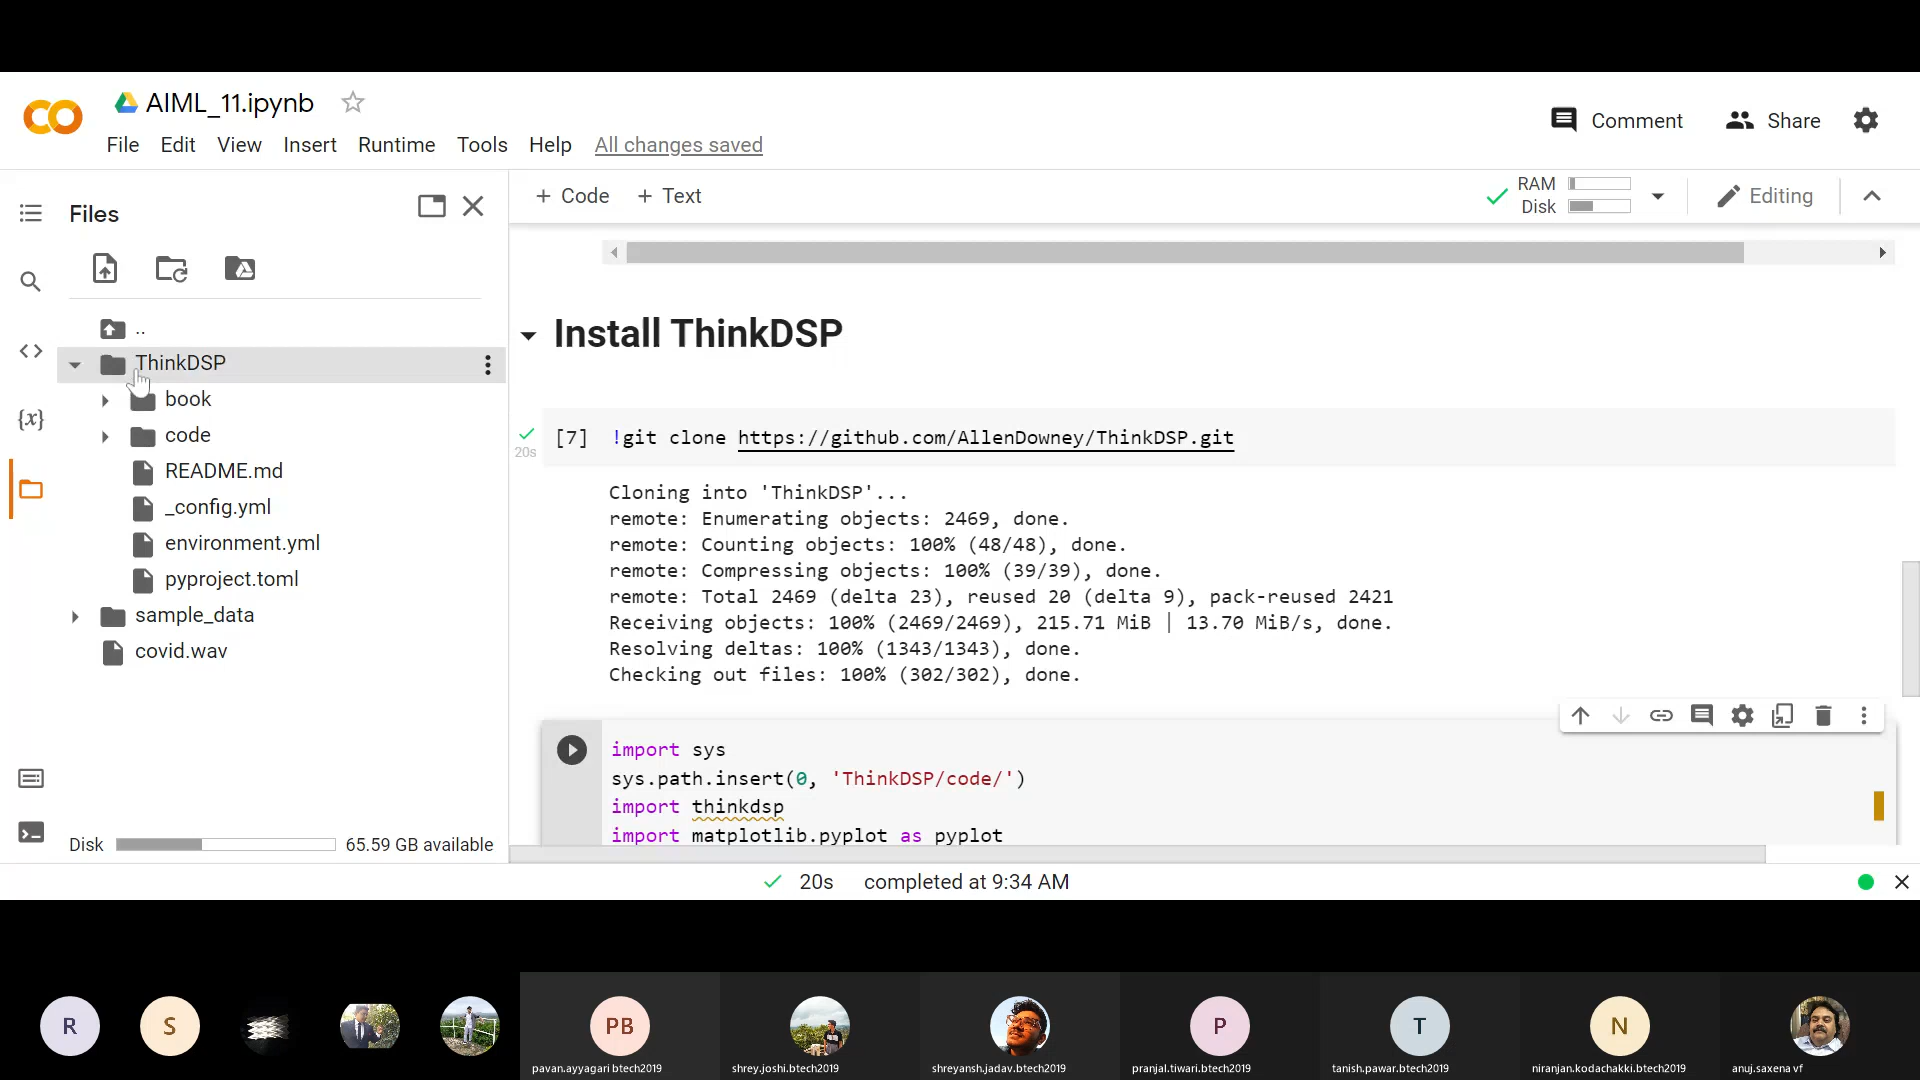 AIML_11.ipynb
File Edit View Insert Runtime Tools Help All changes saved
Comment
Share
Files
+ Code + Text
RAM
Disk
Editing
..
ThinkDSP
book
code
README.md
_config.yml
environment.yml
pyproject.toml
sample_data
covid.wav
{x}
Disk 65.59 GB available
Install ThinkDSP
20s
[7] !git clone https://github.com/AllenDowney/ThinkDSP.git
Cloning into 'ThinkDSP'...
remote: Enumerating objects: 2469, done.
remote: Counting objects: 100% (48/48), done.
remote: Compressing objects: 100% (39/39), done.
remote: Total 2469 (delta 23), reused 20 (delta 9), pack-reused 2421
Receiving objects: 100% (2469/2469), 215.71 MiB | 13.70 MiB/s, done.
Resolving deltas: 100% (1343/1343), done.
Checking out files: 100% (302/302), done.
import sys
sys.path.insert(0, 'ThinkDSP/code/')
import thinkdsp
import matplotlib.pyplot as pyplot
20s completed at 9:34 AM
R
S
PB
P
T
N
pavan.ayyagari btech2019
shrey.joshi.btech2019
shreyansh.jadav.btech2019
pranjal.tiwari.btech2019
tanish.pawar.btech2019
niranjan.kodachakki.btech2019
anuj.saxena vf